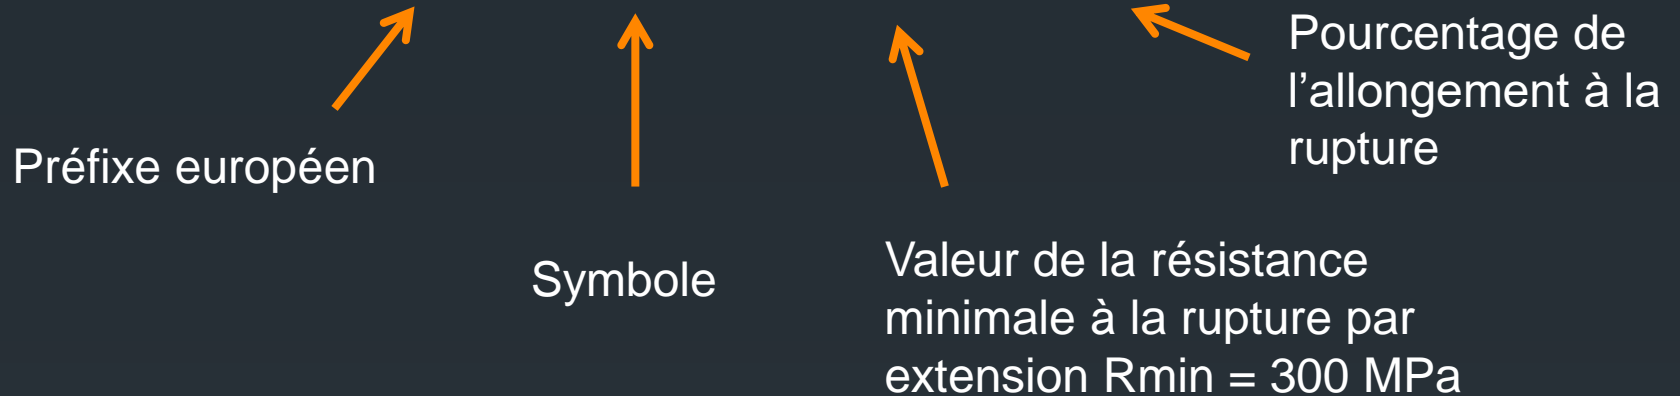 Préfixe européen
Symbole
Valeur de la résistance
minimale à la rupture par
extension Rmin = 300 MPa
Pourcentage de
l’allongement à la
rupture